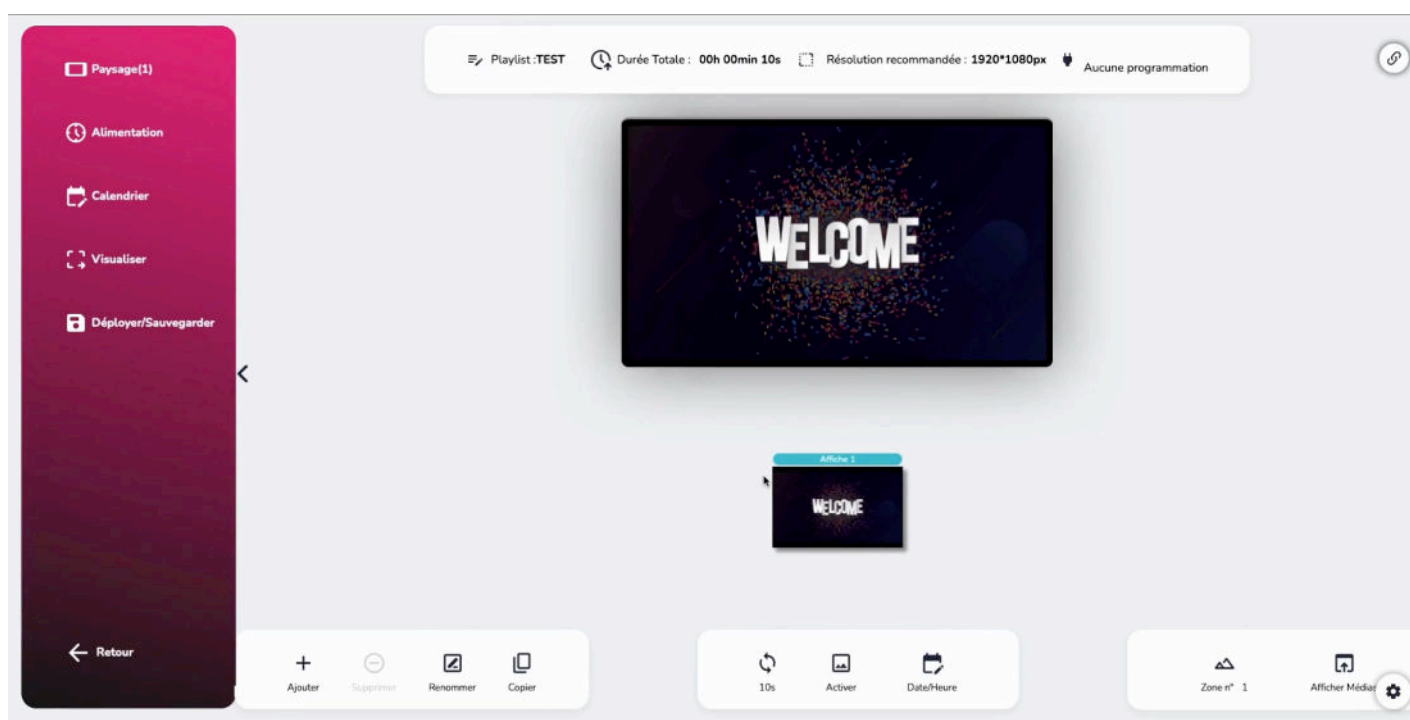 Paysage(1)
Alimentation
Calendrier
Visualiser
Déployer/Sauvegarder
Retour
Playlist :TEST
Durée Totale : 00h 00min 10s
Résolution recommandée : 1920*1080px
Aucune programmation
WELCOME
Affiche 1
WELCOME
Ajouter
Supprimer
Renommer
Copier
10s
Activer
Date/Heure
Zone n° 1
Afficher Médias